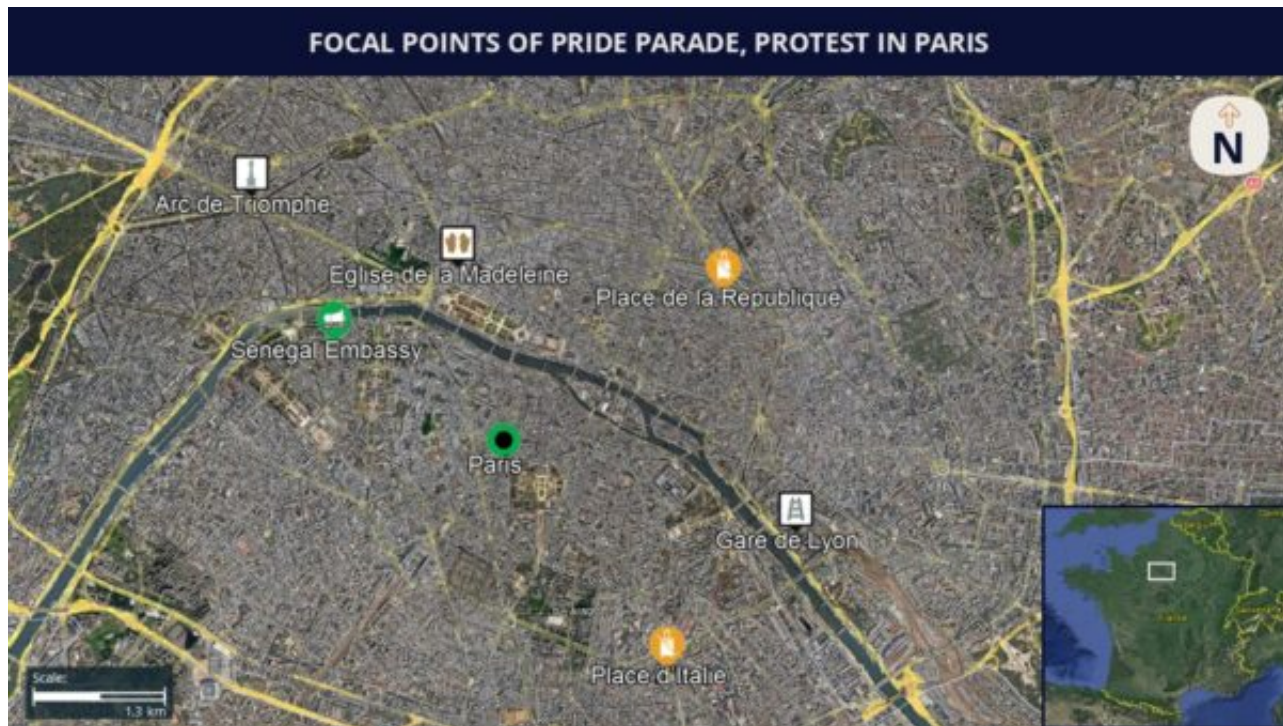 FOCAL POINTS OF PRIDE PARADE, PROTEST IN PARIS
N
Arc de Triomphe
Eglise de la Madeleine
Place de la Republique
Senegal Embassy
Paris
Gare de Lyon
Place d'Italie
France
Scale:
1.3 km